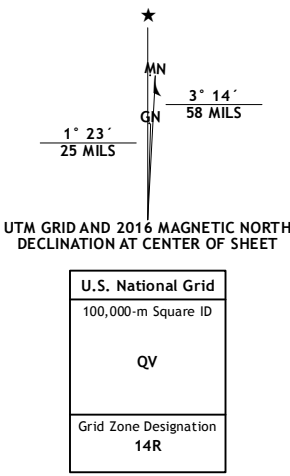 ★
MN
3° 14´
58 MILS
GN
1° 23´
25 MILS
UTM GRID AND 2016 MAGNETIC NORTH
DECLINATION AT CENTER OF SHEET
U.S. National Grid
100,000-m Square ID
QV
Grid Zone Designation
14R